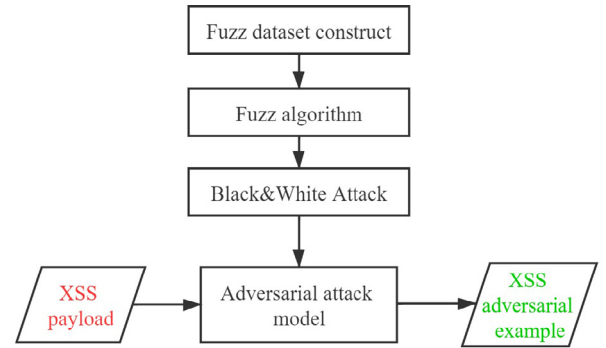 Fuzz dataset construct
Fuzz algorithm
Black&White Attack
XSS
payload
Adversarial attack
model
XSS
adversarial
example